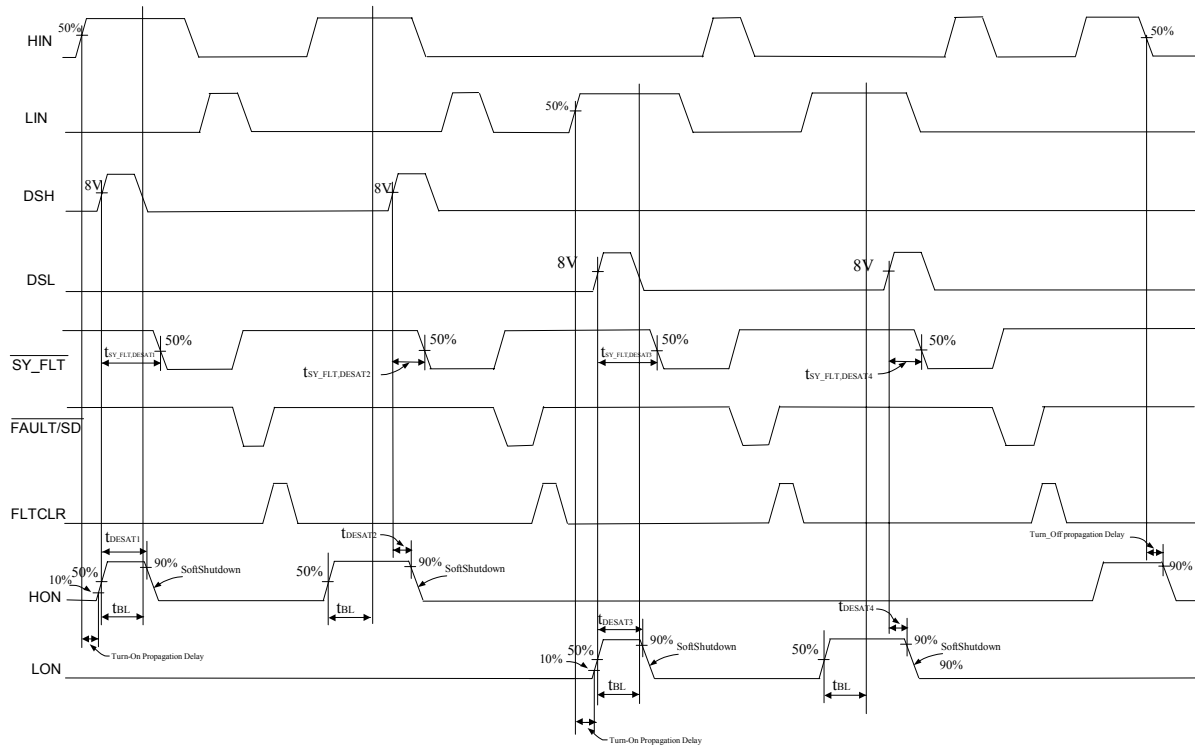 HIN
50%
50%
LIN
50%
DSH
8V
8V
DSL
8V
8V
SY_FLT
tSY_FLT,DESAT1
50%
tSY_FLT,DESAT2
50%
tSY_FLT,DESAT3
50%
tSY_FLT,DESAT4
50%
FAULT/SD
FLTCLR
HON
tDESAT1
10%
50%
90%
SoftShutdown
tBL
Turn-On Propagation Delay
tDESAT2
50%
90%
SoftShutdown
tBL
Turn_Off propagation Delay
90%
LON
tDESAT3
10%
50%
90%
SoftShutdown
tBL
Turn-On Propagation Delay
tDESAT4
50%
90%
SoftShutdown
90%
tBL